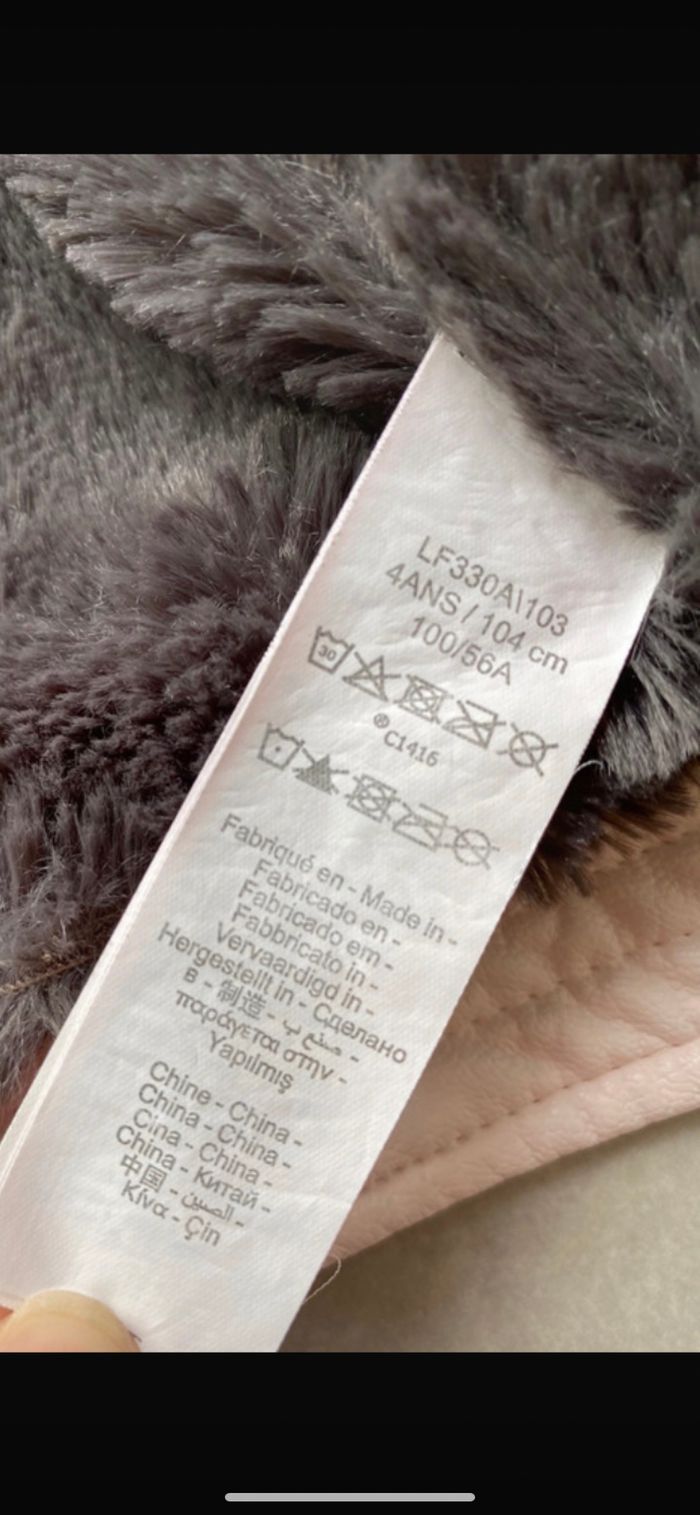 LF330A\103
4ANS / 104 cm
100/56A
30
® C1416
Fabriqué en - Made in -
Fabricado en -
Fabricado em -
Fabbricato in -
Vervaardigd in -
Hergestellt in - Сделано
в - 制造 - صنع ب -
παράγεται στην -
Yapılmış
Chine - China -
China - China -
Cina - China -
China - Китай -
中国 - الصين -
Κίνα - Çin